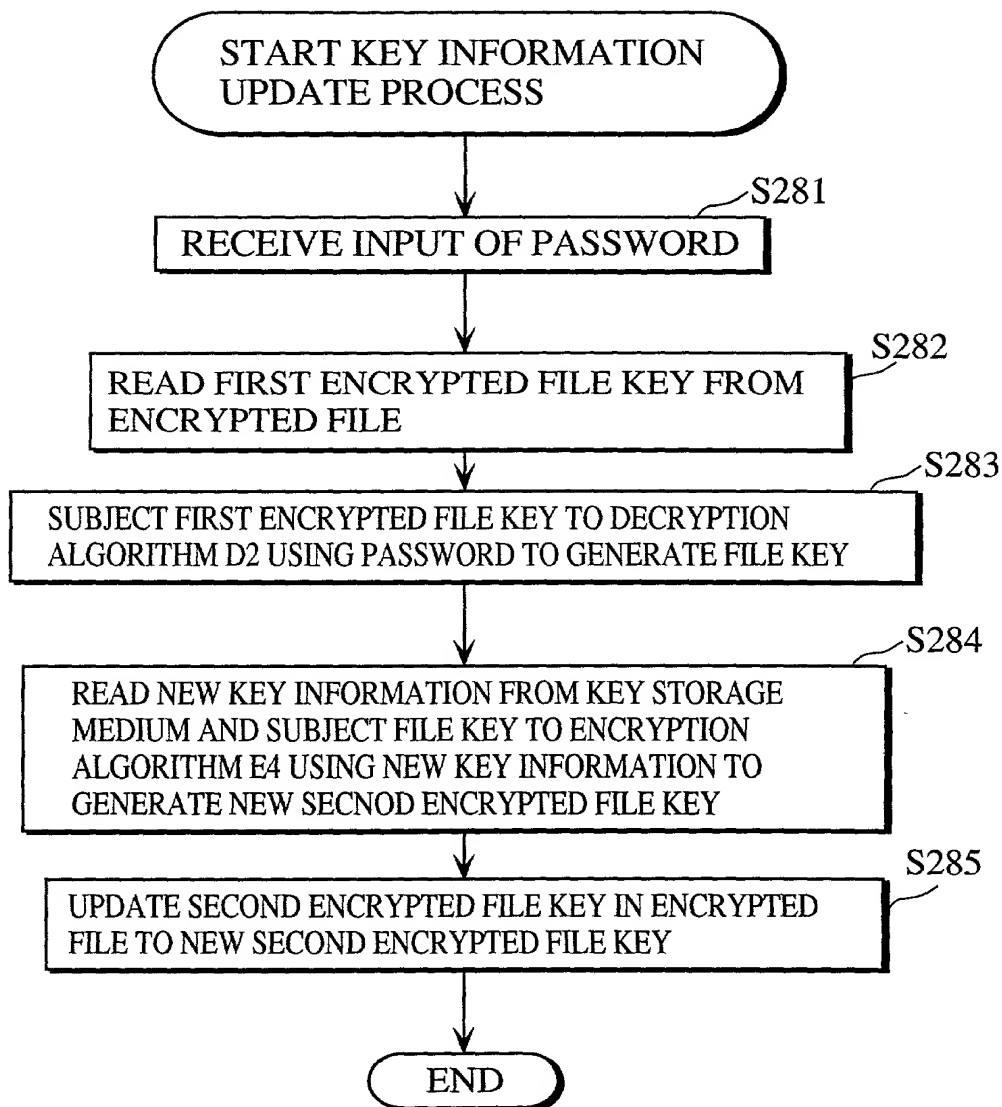 START KEY INFORMATION
UPDATE PROCESS
S281
RECEIVE INPUT OF PASSWORD
S282
READ FIRST ENCRYPTED FILE KEY FROM
ENCRYPTED FILE
S283
SUBJECT FIRST ENCRYPTED FILE KEY TO DECRYPTION
ALGORITHM D2 USING PASSWORD TO GENERATE FILE KEY
S284
READ NEW KEY INFORMATION FROM KEY STORAGE
MEDIUM AND SUBJECT FILE KEY TO ENCRYPTION
ALGORITHM E4 USING NEW KEY INFORMATION TO
GENERATE NEW SECNOD ENCRYPTED FILE KEY
S285
UPDATE SECOND ENCRYPTED FILE KEY IN ENCRYPTED
FILE TO NEW SECOND ENCRYPTED FILE KEY
END